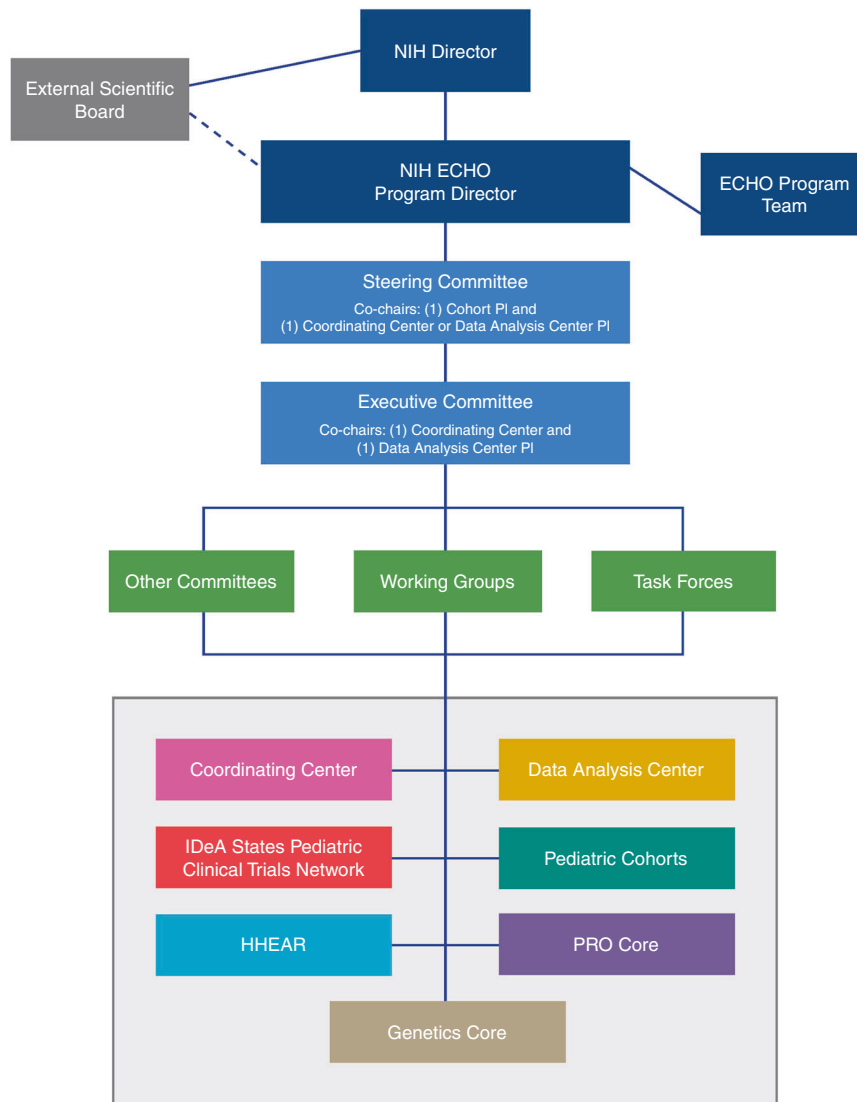 NIH Director
External Scientific
Board
NIH ECHO
Program Director
ECHO Program
Team
Steering Committee
Co-chairs: (1) Cohort PI and
(1) Coordinating Center or Data Analysis Center PI
Executive Committee
Co-chairs: (1) Coordinating Center and
(1) Data Analysis Center PI
Other Committees
Working Groups
Task Forces
Coordinating Center
Data Analysis Center
IDeA States Pediatric
Clinical Trials Network
Pediatric Cohorts
HHEAR
PRO Core
Genetics Core